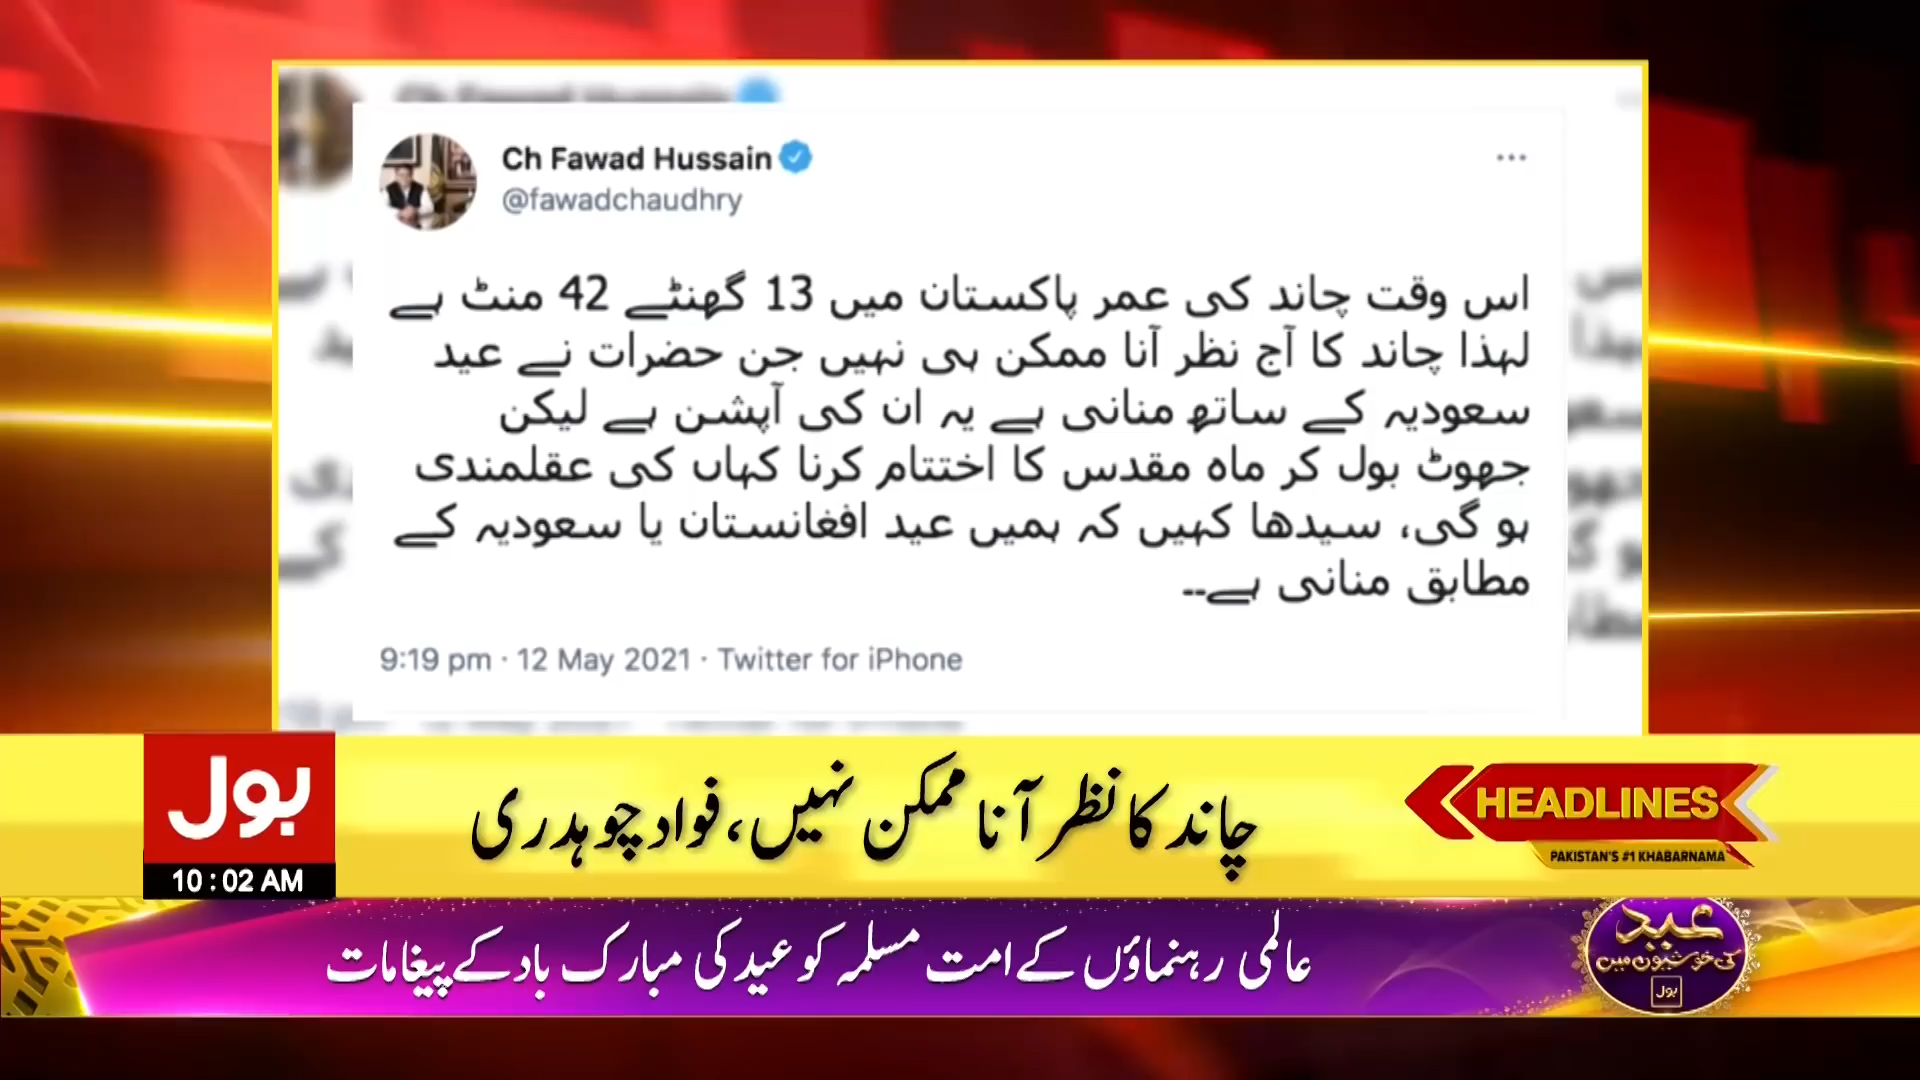 Ch Fawad Hussain
@fawadchaudhry
اس وقت چاند کی عمر پاکستان میں 13 گھنٹے 42 منٹ ہے
لہذا چاند کا آج نظر آنا ممکن ہی نہیں جن حضرات نے عید
سعودیہ کے ساتھ منانی ہے یہ ان کی آپشن ہے لیکن
جھوٹ بول کر ماہ مقدس کا اختتام کرنا کہاں کی عقلمندی
ہو گی، سیدھا کہیں کہ ہمیں عید افغانستان یا سعودیہ کے
مطابق منانی ہے--
9:19 pm · 12 May 2021 · Twitter for iPhone
بول
10:02 AM
چاند کا نظر آنا ممکن نہیں، فواد چوہدری
HEADLINES
PAKISTAN'S #1 KHABARNAMA
عالمی رہنماؤں کے امت مسلمہ کو عید کی مبارک باد کے پیغامات
عید
کی خوشیوں میں
بول